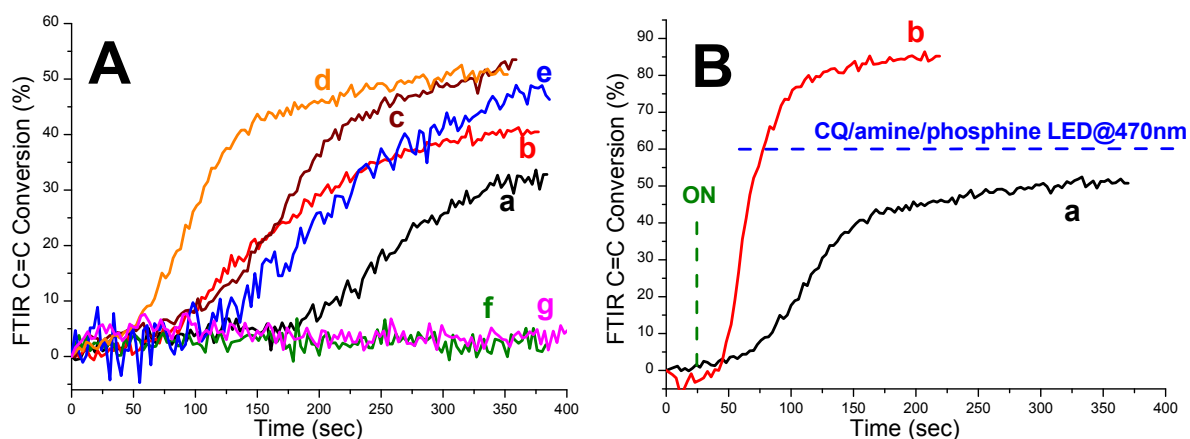 A
FTIR C=C Conversion (%)
60
50
40
30
20
10
0
d
e
c
b
a
f
g
0 50 100 150 200 250 300 350 400
Time (sec)
B
FTIR C=C Conversion (%)
90
80
70
60
50
40
30
20
10
0
b
CQ/amine/phosphine LED@470nm
ON
a
0 50 100 150 200 250 300 350 400
Time (sec)